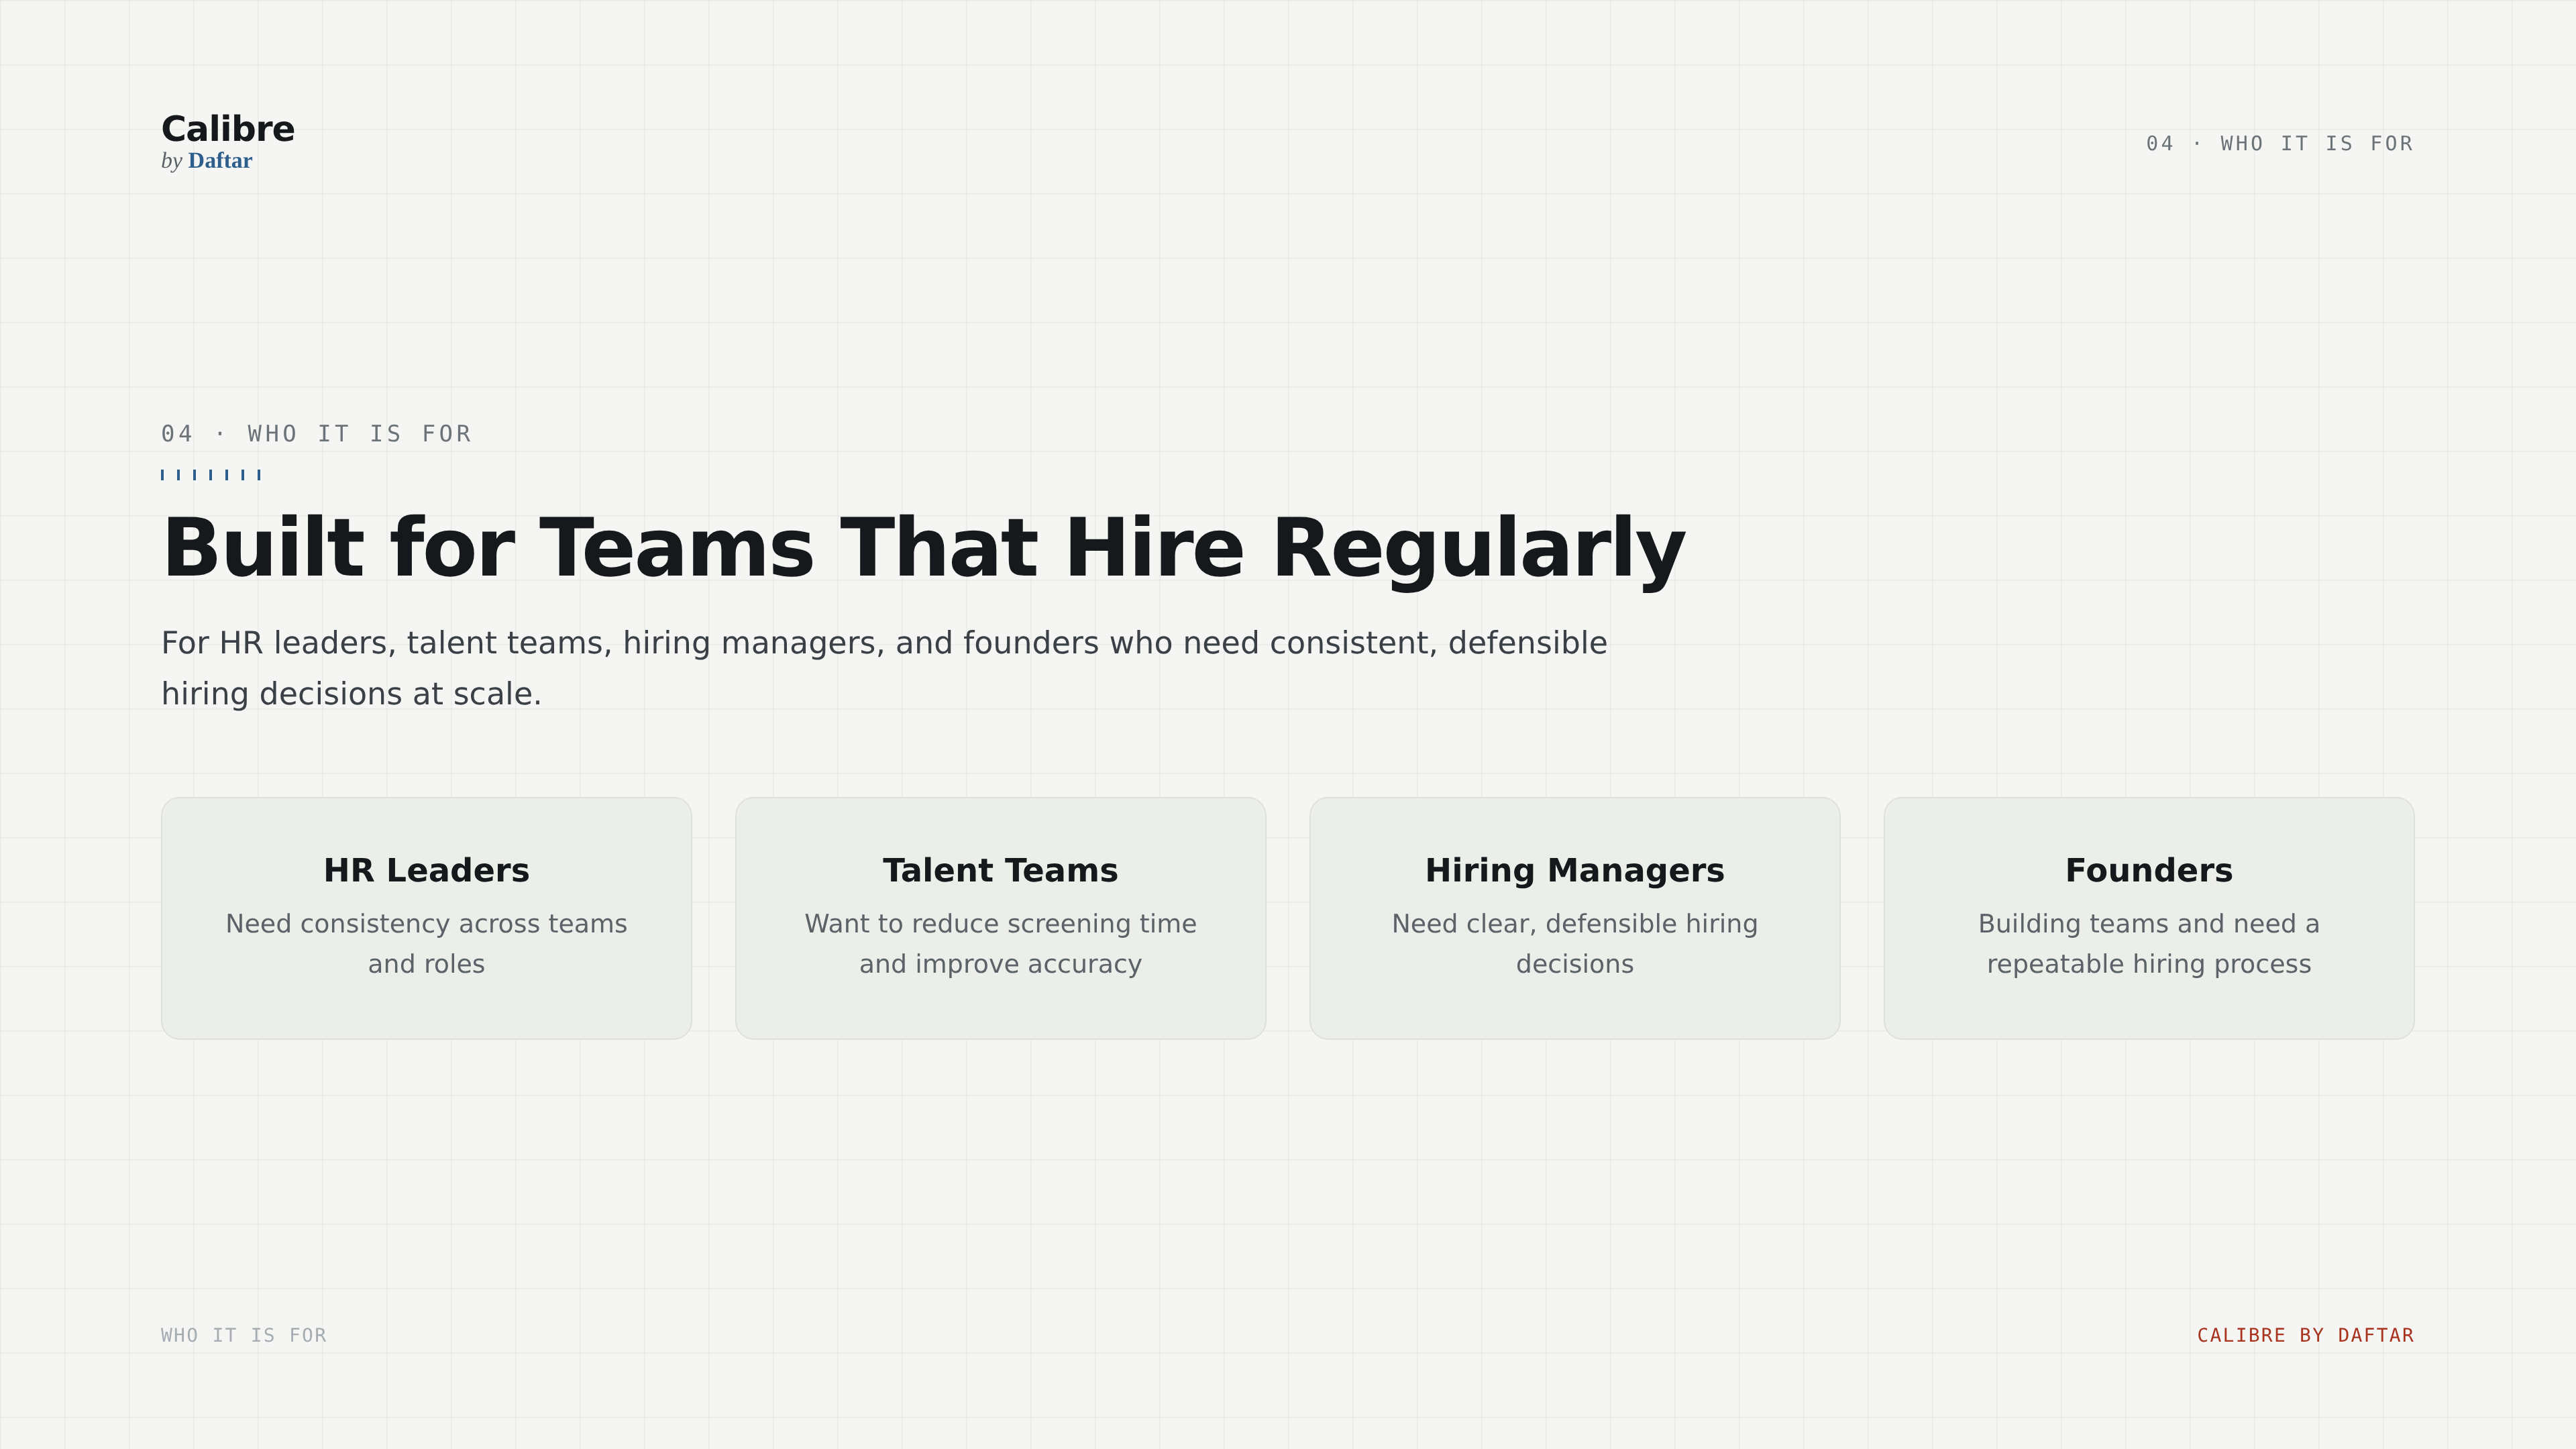 Calibre
by Daftar
04 · WHO IT IS FOR
04 · WHO IT IS FOR
Built for Teams That Hire Regularly
For HR leaders, talent teams, hiring managers, and founders who need consistent, defensible
hiring decisions at scale.
HR Leaders
Need consistency across teams
and roles
Talent Teams
Want to reduce screening time
and improve accuracy
Hiring Managers
Need clear, defensible hiring
decisions
Founders
Building teams and need a
repeatable hiring process
WHO IT IS FOR
CALIBRE BY DAFTAR